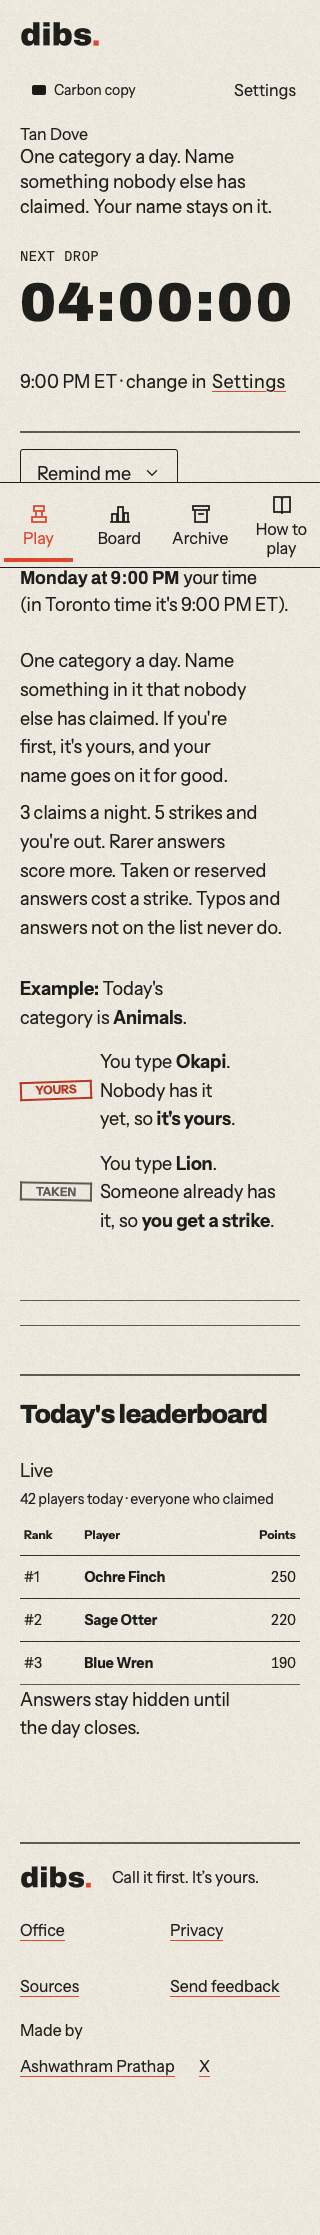 dibs.
Carbon copy
Settings
Tan Dove
One category a day. Name
something nobody else has
claimed. Your name stays on it.
NEXT DROP
04:00:00
9:00 PM ET · change in Settings
Remind me
Play
Board
Archive
How to
play
Monday at 9:00 PM your time
(in Toronto time it's 9:00 PM ET).
One category a day. Name
something in it that nobody
else has claimed. If you're
first, it's yours, and your
name goes on it for good.
3 claims a night. 5 strikes and
you're out. Rarer answers
score more. Taken or reserved
answers cost a strike. Typos and
answers not on the list never do.
Example: Today's
category is Animals.
YOURS
You type Okapi.
Nobody has it
yet, so it's yours.
TAKEN
You type Lion.
Someone already has
it, so you get a strike.
Today's leaderboard
Live
42 players today · everyone who claimed
Rank Player Points
#1 Ochre Finch 250
#2 Sage Otter 220
#3 Blue Wren 190
Answers stay hidden until
the day closes.
dibs. Call it first. It's yours.
Office Privacy
Sources Send feedback
Made by
Ashwathram Prathap X